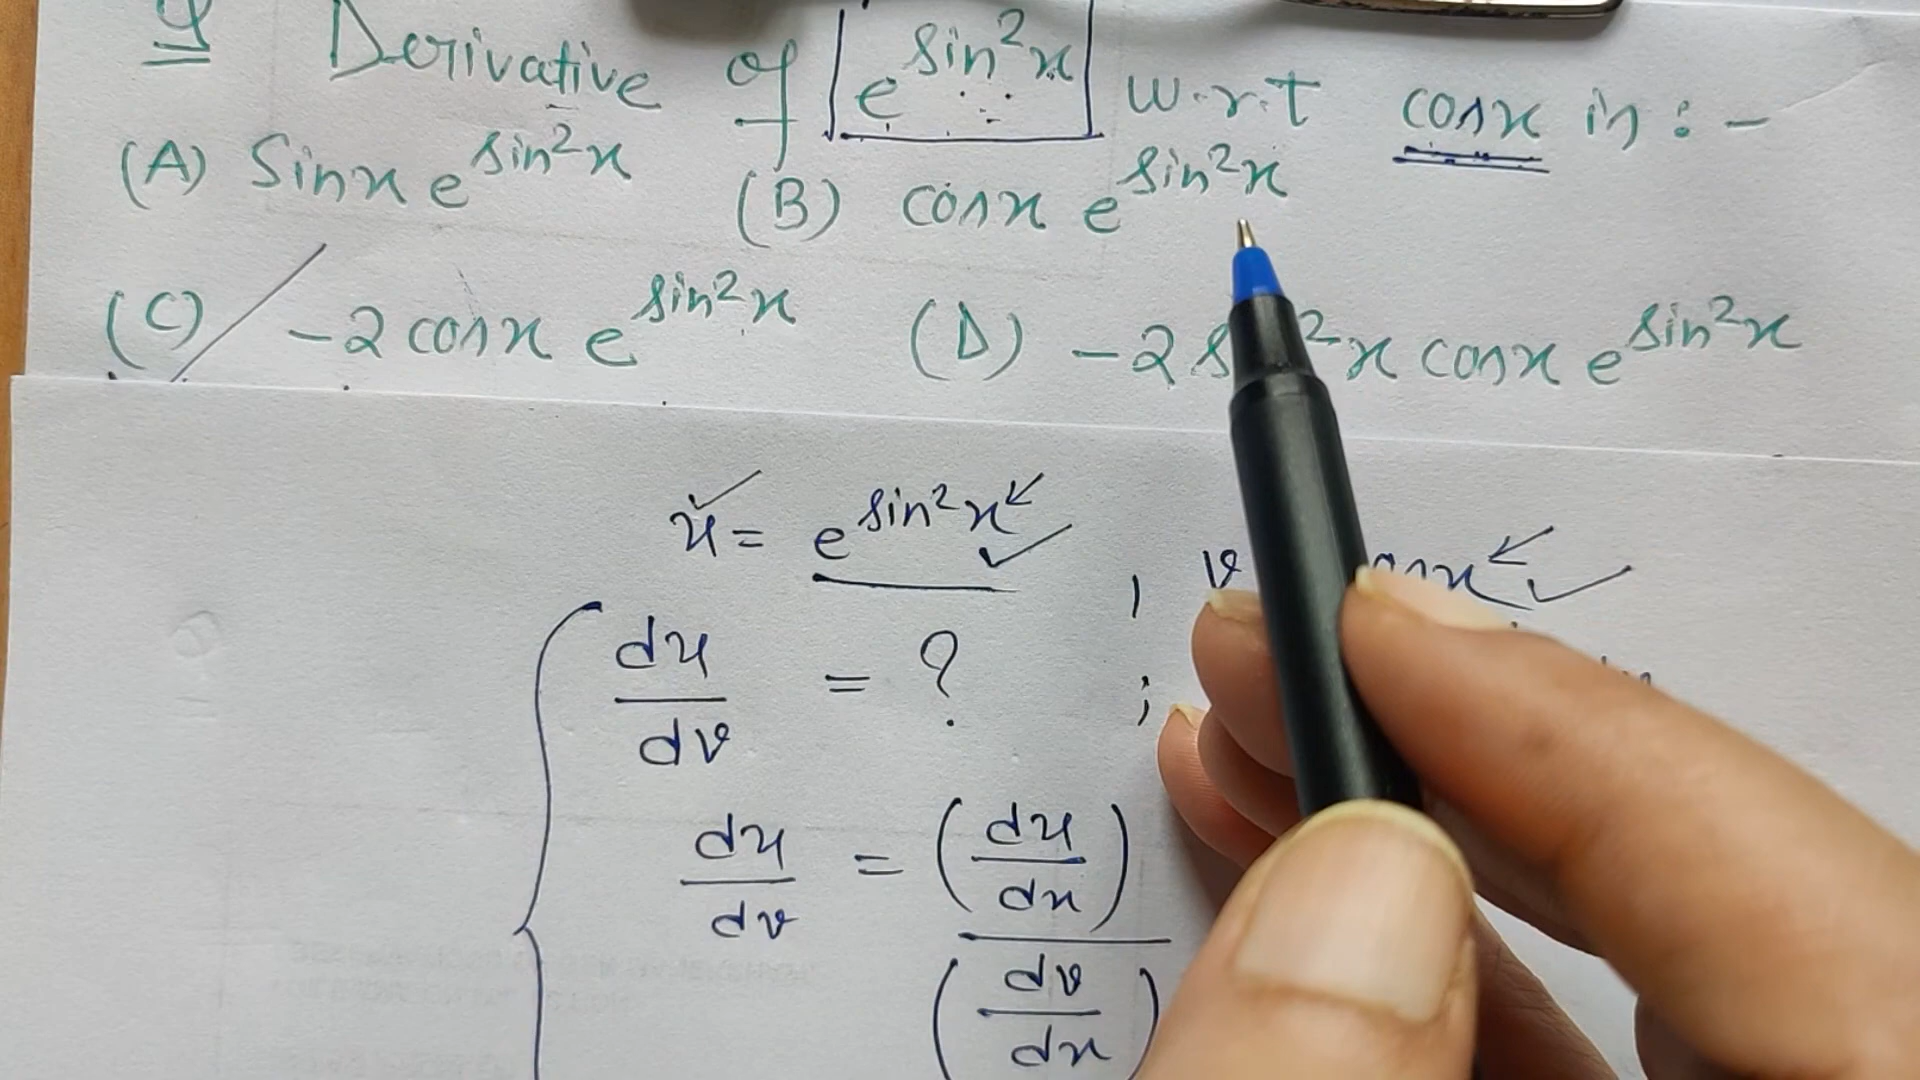 Derivative of e^sin²x w.r.t cosx is : -
(A) Sinx e^sin²x (B) cosx e^sin²x
(C) -2 cosx e^sin²x (D) -2 ²x cosx e^sin²x
u = e^sin²x , v
du/dv = ? ;
du/dv = (du/dx)/(dv/dx)